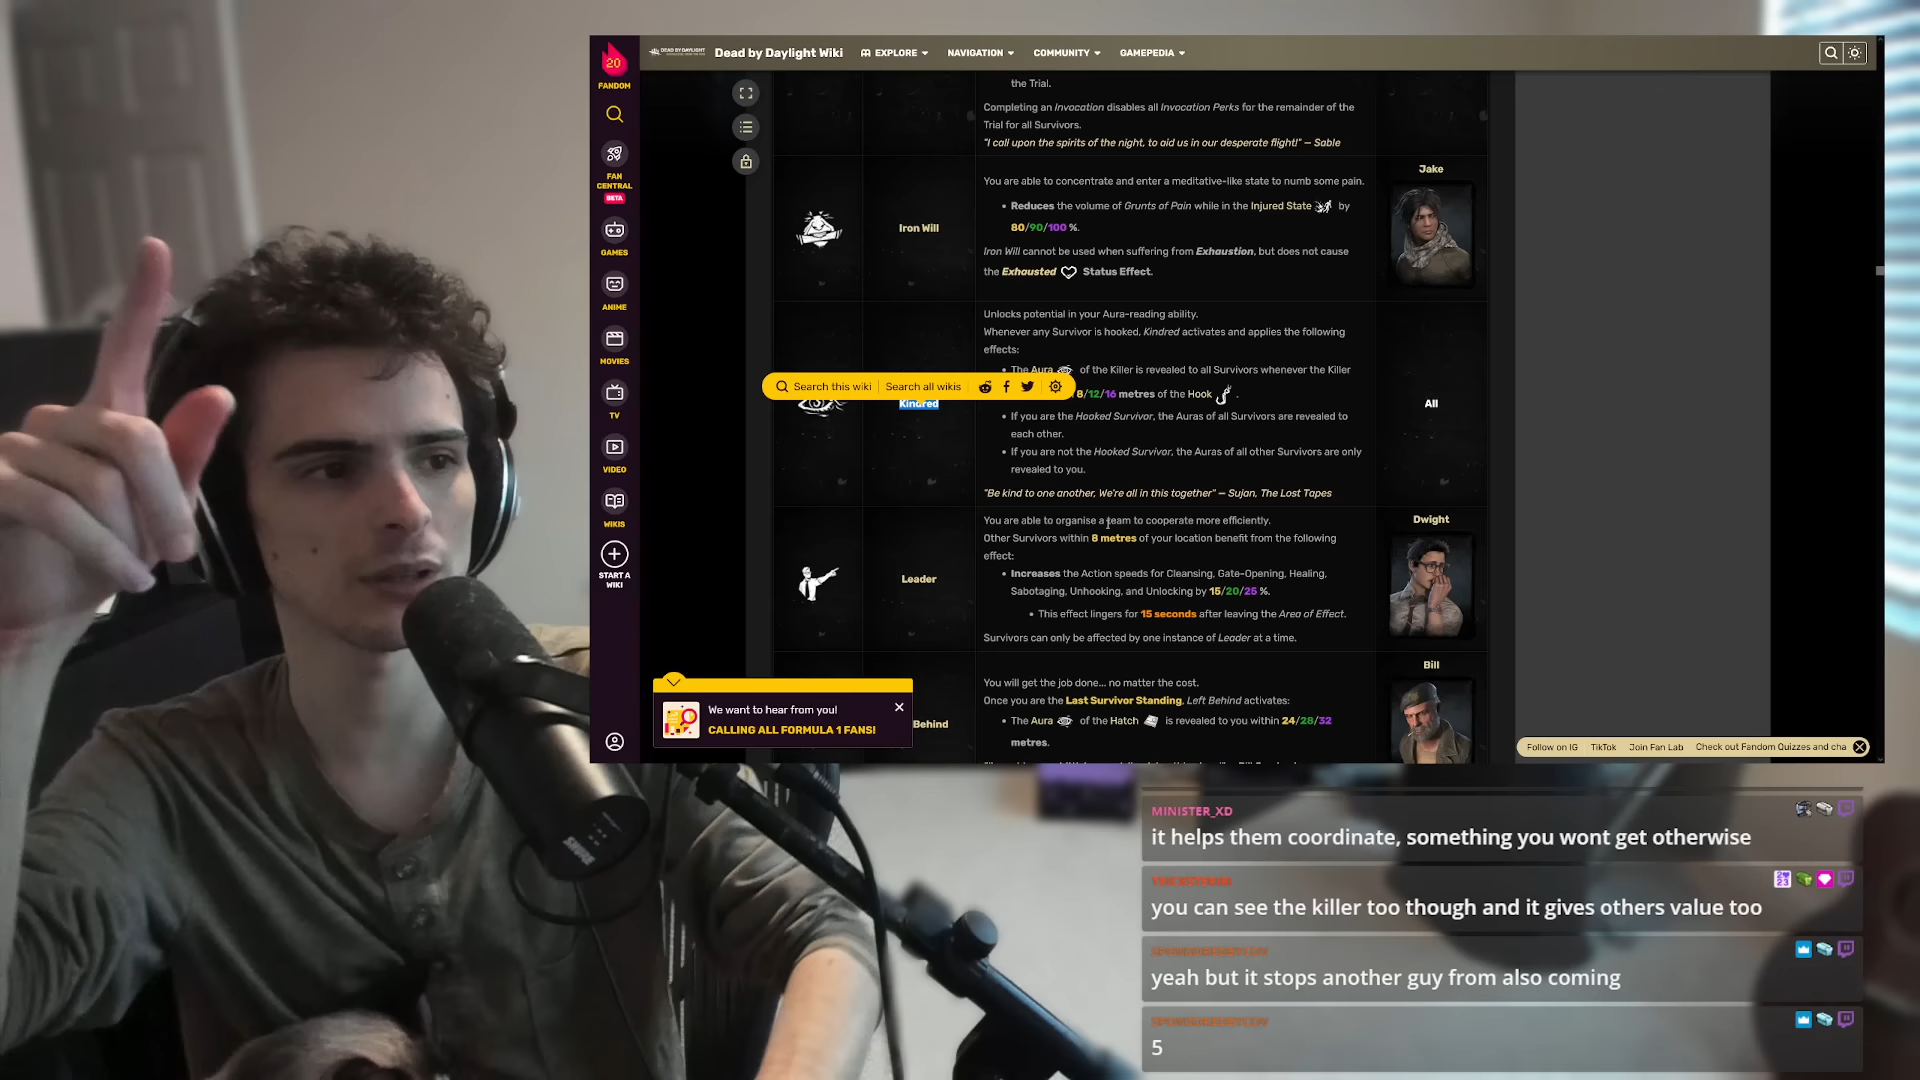 20
FANDOM
FAN
CENTRAL
BETA
GAMES
ANIME
MOVIES
TV
VIDEO
WIKIS
START A
WIKI
DEAD BY DAYLIGHT
Dead by Daylight Wiki
EXPLORE
NAVIGATION
COMMUNITY
GAMEPEDIA
the Trial.
Completing an Invocation disables all Invocation Perks for the remainder of the
Trial for all Survivors.
"I call upon the spirits of the night, to aid us in our desperate flight!" — Sable
Iron Will
You are able to concentrate and enter a meditative-like state to numb some pain.
• Reduces the volume of Grunts of Pain while in the Injured State by
80/90/100 %.
Iron Will cannot be used when suffering from Exhaustion, but does not cause
the Exhausted Status Effect.
Jake
Search this wiki
Search all wikis
Kindred
Unlocks potential in your Aura-reading ability.
Whenever any Survivor is hooked, Kindred activates and applies the following
effects:
• The Aura of the Killer is revealed to all Survivors whenever the Killer
8/12/16 metres of the Hook .
• If you are the Hooked Survivor, the Auras of all Survivors are revealed to
each other.
• If you are not the Hooked Survivor, the Auras of all other Survivors are only
revealed to you.
"Be kind to one another, We're all in this together" — Sujan, The Lost Tapes
All
Leader
You are able to organise a team to cooperate more efficiently.
Other Survivors within 8 metres of your location benefit from the following
effect:
• Increases the Action speeds for Cleansing, Gate-Opening, Healing,
Sabotaging, Unhooking, and Unlocking by 15/20/25 %.
• This effect lingers for 15 seconds after leaving the Area of Effect.
Survivors can only be affected by one instance of Leader at a time.
Dwight
Behind
You will get the job done... no matter the cost.
Once you are the Last Survivor Standing, Left Behind activates:
• The Aura of the Hatch is revealed to you within 24/28/32
metres.
Bill
We want to hear from you!
CALLING ALL FORMULA 1 FANS!
Follow on IG
TikTok
Join Fan Lab
Check out Fandom Quizzes and cha
SHURE
MINISTER_XD
it helps them coordinate, something you wont get otherwise
2023
you can see the killer too though and it gives others value too
yeah but it stops another guy from also coming
5